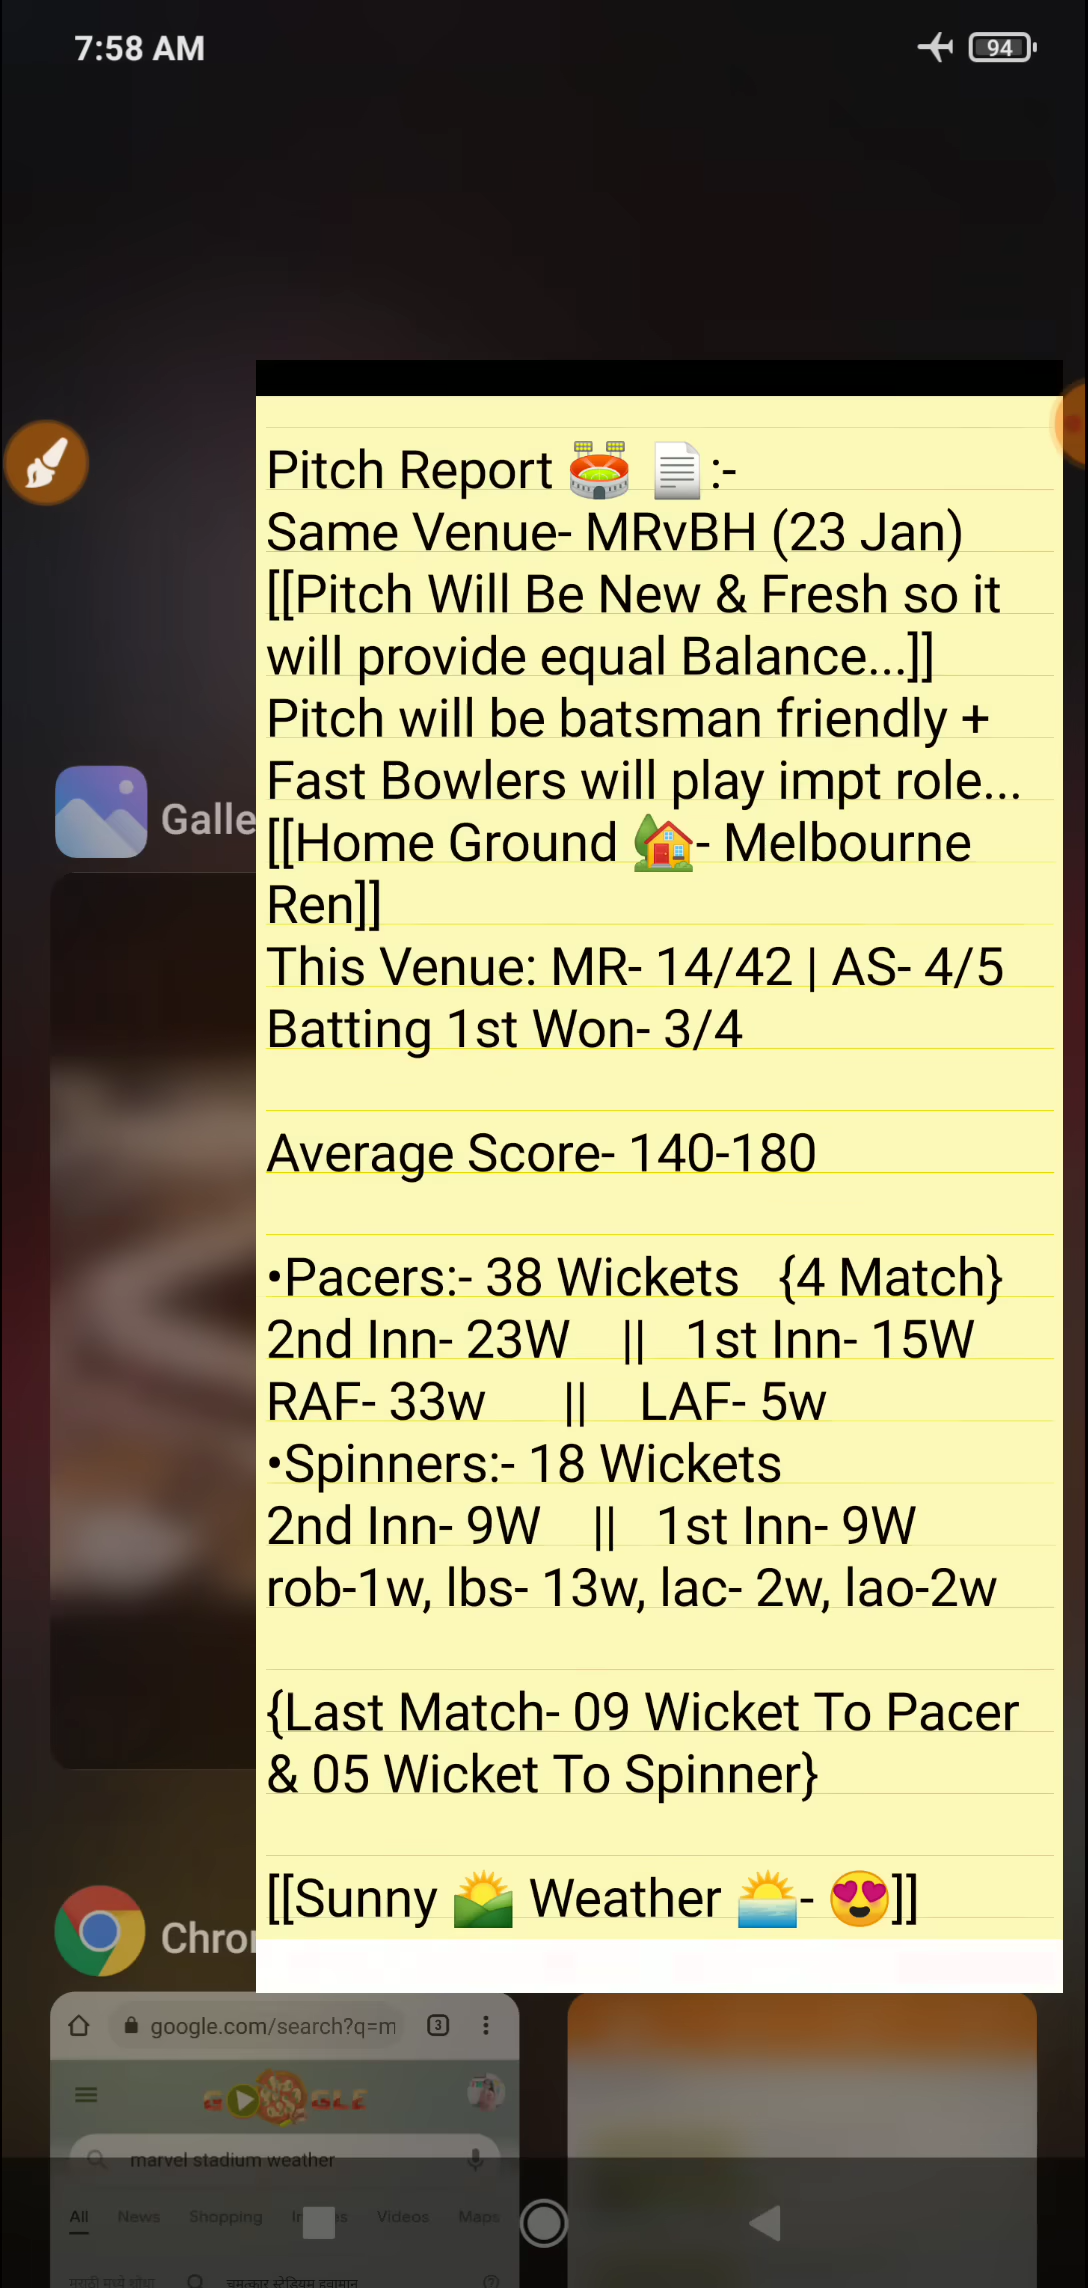 7:58 AM
94
Pitch Report 🏟 📄:-
Same Venue- MRvBH (23 Jan)
[[Pitch Will Be New & Fresh so it
will provide equal Balance...]]
Pitch will be batsman friendly +
Fast Bowlers will play impt role...
[[Home Ground 🏡- Melbourne
Ren]]
This Venue: MR- 14/42 | AS- 4/5
Batting 1st Won- 3/4
Average Score- 140-180
•Pacers:- 38 Wickets {4 Match}
2nd Inn- 23W || 1st Inn- 15W
RAF- 33w || LAF- 5w
•Spinners:- 18 Wickets
2nd Inn- 9W || 1st Inn- 9W
rob-1w, lbs- 13w, lac- 2w, lao-2w
{Last Match- 09 Wicket To Pacer
& 05 Wicket To Spinner}
[[Sunny 🌄 Weather 🌅- 😍]]
Galle
Chro
google.com/search?q=m
3
marvel stadium weather
All News Shopping Videos Maps